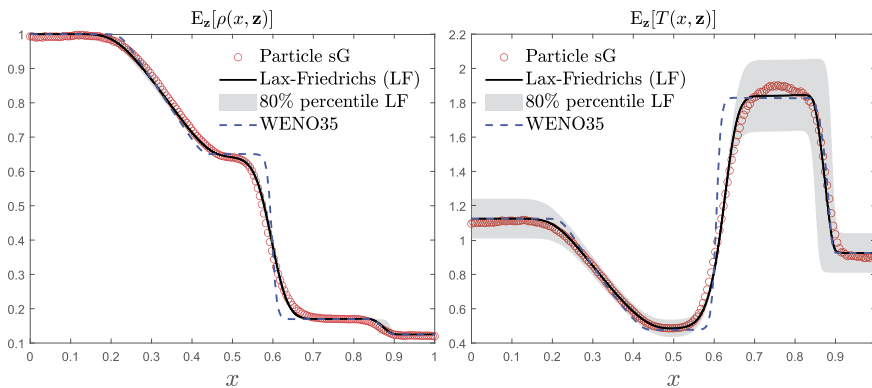 E_z[ρ(x, z)]
1
0.9
0.8
0.7
0.6
0.5
0.4
0.3
0.2
0.1
Particle sG
Lax-Friedrichs (LF)
80% percentile LF
WENO35
0 0.1 0.2 0.3 0.4 0.5 0.6 0.7 0.8 0.9 1
x
E_z[T(x, z)]
2.2
2
1.8
1.6
1.4
1.2
1
0.8
0.6
0.4
Particle sG
Lax-Friedrichs (LF)
80% percentile LF
WENO35
0 0.1 0.2 0.3 0.4 0.5 0.6 0.7 0.8 0.9
x